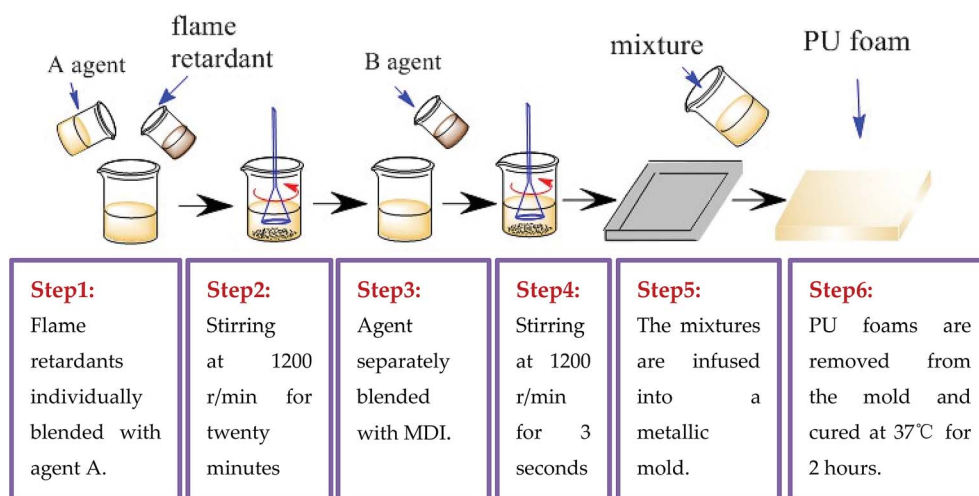 flame
retardant
A agent
B agent
mixture
PU foam
Step1:
Flame
retardants
individually
blended with
agent A.
Step2:
Stirring
at 1200
r/min for
twenty
minutes
Step3:
Agent
separately
blended
with MDI.
Step4:
Stirring
at 1200
r/min
for 3
seconds
Step5:
The mixtures
are infused
into a
metallic
mold.
Step6:
PU foams are
removed from
the mold and
cured at 37℃ for
2 hours.